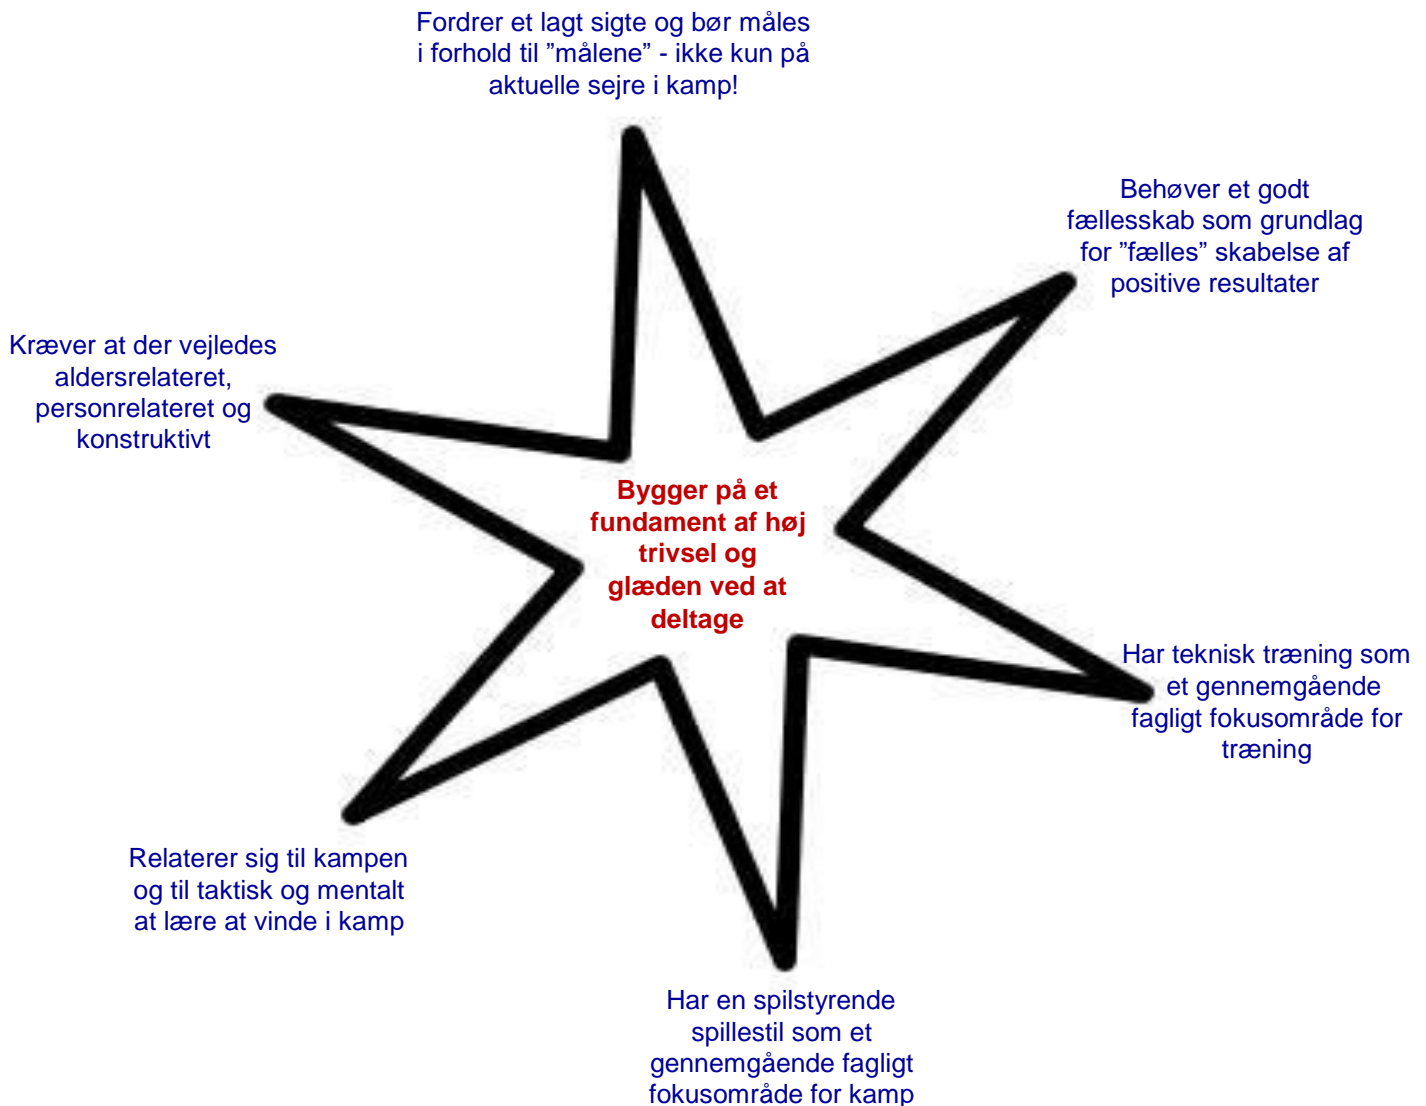 Fordrer et lagt sigte og bør måles
i forhold til ”målene” - ikke kun på
aktuelle sejre i kamp!
Behøver et godt
fællesskab som grundlag
for ”fælles” skabelse af
positive resultater
Kræver at der vejledes
aldersrelateret,
personrelateret og
konstruktivt
Bygger på et
fundament af høj
trivsel og
glæden ved at
deltage
Har teknisk træning som
et gennemgående
fagligt fokusområde for
træning
Relaterer sig til kampen
og til taktisk og mentalt
at lære at vinde i kamp
Har en spilstyrende
spillestil som et
gennemgående fagligt
fokusområde for kamp